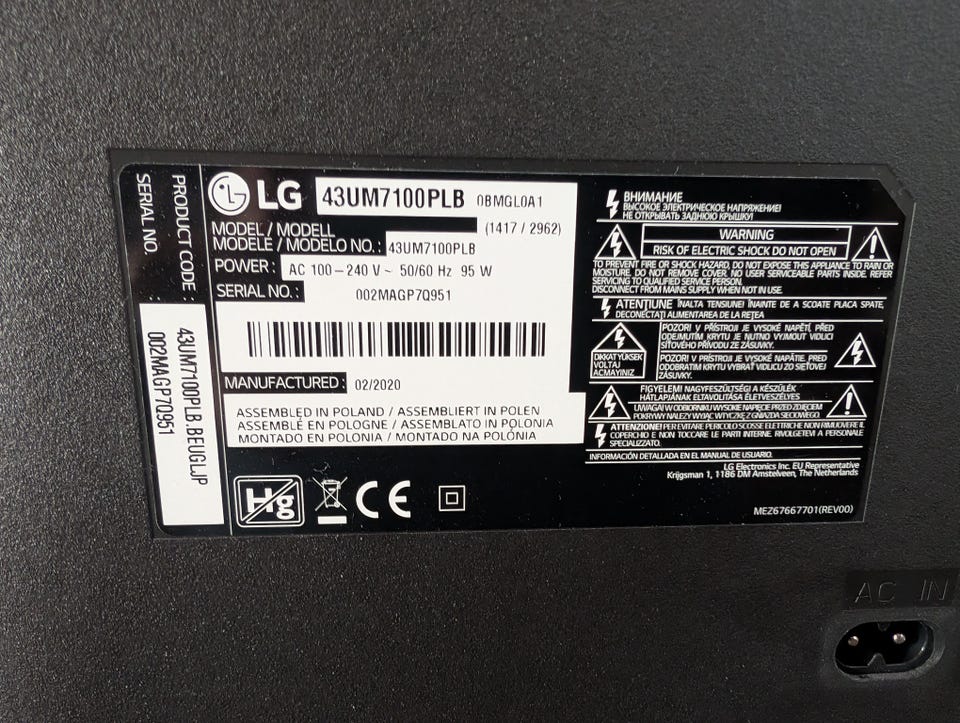 PRODUCT CODE :
SERIAL NO.
43UM7100PLB.BEUGLJP
002MAGP7Q951
LG 43UM7100PLB 0BMGL0A1
MODEL / MODELL
(1417 / 2962)
MODELE / MODELO NO. : 43UM7100PLB
POWER : AC 100–240 V ~ 50/60 Hz 95 W
SERIAL NO. : 002MAGP7Q951
MANUFACTURED : 02/2020
ASSEMBLED IN POLAND / ASSEMBLIERT IN POLEN
ASSEMBLÉ EN POLOGNE / ASSEMBLATO IN POLONIA
MONTADO EN POLONIA / MONTADO NA POLÓNIA
Hg
CE
ВНИМАНИЕ
ВЫСОКОЕ ЭЛЕКТРИЧЕСКОЕ НАПРЯЖЕНИЕ!
НЕ ОТКРЫВАТЬ ЗАДНЮЮ КРЫШКУ!
WARNING
RISK OF ELECTRIC SHOCK DO NOT OPEN
TO PREVENT FIRE OR SHOCK HAZARD, DO NOT EXPOSE THIS APPLIANCE TO RAIN OR
MOISTURE. DO NOT REMOVE COVER. NO USER SERVICEABLE PARTS INSIDE. REFER
SERVICING TO QUALIFIED SERVICE PERSON.
DISCONNECT FROM MAINS SUPPLY WHEN NOT IN USE.
ATENŢIUNE ÎNALTA TENSIUNE! ÎNAINTE DE A SCOATE PLACA SPATE,
DECONECTAŢI ALIMENTAREA DE LA REŢEA
DIKKAT YÜKSEK
VOLTAJ
AÇMAYINIZ
POZOR! V PŘÍSTROJI JE VYSOKÉ NAPĚTÍ, PŘED
ODEJMUTÍM KRYTU JE NUTNO VYJMOUT VIDLICI
SÍŤOVÉHO PŘÍVODU ZE ZÁSUVKY.
POZOR! V PRÍSTROJI JE VYSOKÉ NAPÄTIE. PRED
ODOBRATÍM KRYTU VYBRAŤ VIDLICU ZO SIEŤOVEJ
ZÁSUVKY.
FIGYELEM! NAGYFESZÜLTSÉG! A KÉSZÜLÉK
HÁTLAPJÁNAK ELTÁVOLÍTÁSA ÉLETVESZÉLYES
UWAGA! W ODBIORNIKU WYSOKIE NAPIĘCIE PRZED ZDJĘCIEM
POKRYWY NALEŻY WYJĄĆ WTYCZKĘ Z GNIAZDA SIECIOWEGO.
ATTENZIONE! PER EVITARE PERICOLO SCOSSE ELETTRICHE NON RIMUOVERE IL
COPERCHIO E NON TOCCARE LE PARTI INTERNE. RIVOLGETEVI A PERSONALE
SPECIALIZZATO.
INFORMACIÓN DETALLADA EN EL MANUAL DE USUARIO.
LG Electronics Inc. EU Representative
Krijgsman 1, 1186 DM Amstelveen, The Netherlands
MEZ67667701(REV00)
AC IN